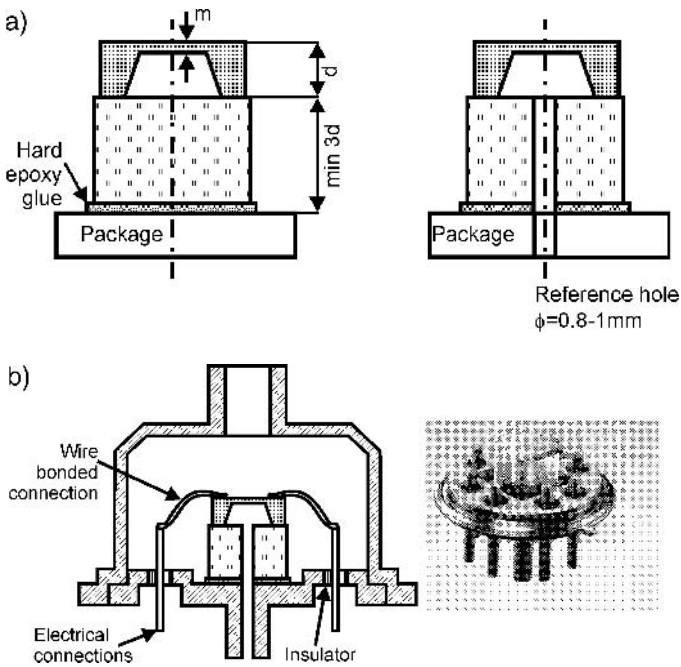 a)
m
d
min 3d
Hard
epoxy
glue
Package
Package
Reference hole
ϕ=0.8-1mm
b)
Wire
bonded
connection
Electrical
connections
Insulator